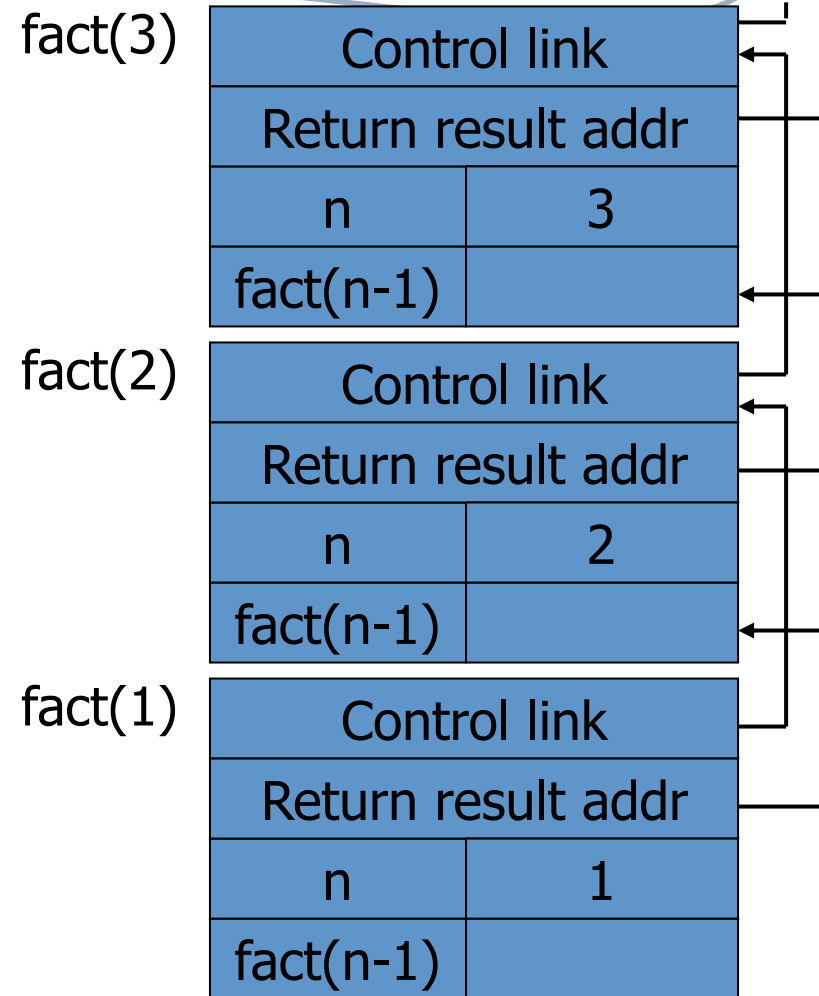 fact(3)
Control link
Return result addr
n 3
fact(n-1)
fact(2)
Control link
Return result addr
n 2
fact(n-1)
fact(1)
Control link
Return result addr
n 1
fact(n-1)